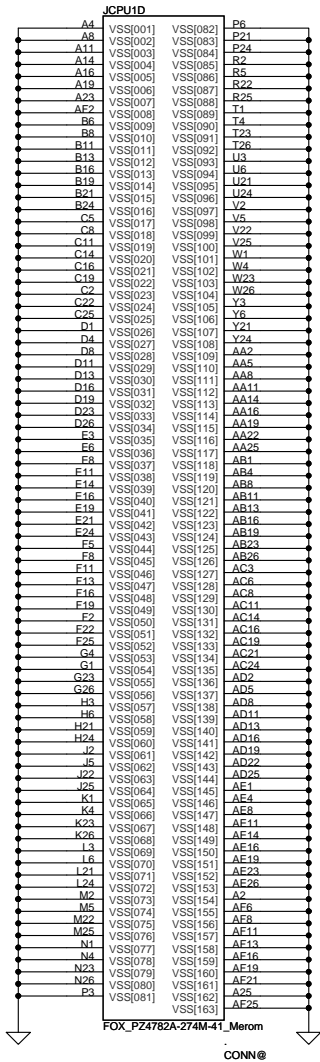 JCPU1D
A4 VSS[001] VSS[082] P6
A8 VSS[002] VSS[083] P21
A11 VSS[003] VSS[084] P24
A14 VSS[004] VSS[085] R2
A16 VSS[005] VSS[086] R5
A19 VSS[006] VSS[087] R22
A23 VSS[007] VSS[088] R25
AF2 VSS[008] VSS[089] T1
B6 VSS[009] VSS[090] T4
B8 VSS[010] VSS[091] T23
B11 VSS[011] VSS[092] T26
B13 VSS[012] VSS[093] U3
B16 VSS[013] VSS[094] U6
B19 VSS[014] VSS[095] U21
B21 VSS[015] VSS[096] U24
B24 VSS[016] VSS[097] V2
C5 VSS[017] VSS[098] V5
C8 VSS[018] VSS[099] V22
C11 VSS[019] VSS[100] V25
C14 VSS[020] VSS[101] W1
C16 VSS[021] VSS[102] W4
C19 VSS[022] VSS[103] W23
C2 VSS[023] VSS[104] W26
C22 VSS[024] VSS[105] Y3
C25 VSS[025] VSS[106] Y6
D1 VSS[026] VSS[107] Y21
D4 VSS[027] VSS[108] Y24
D8 VSS[028] VSS[109] AA2
D11 VSS[029] VSS[110] AA5
D13 VSS[030] VSS[111] AA8
D16 VSS[031] VSS[112] AA11
D19 VSS[032] VSS[113] AA14
D23 VSS[033] VSS[114] AA16
D26 VSS[034] VSS[115] AA19
E3 VSS[035] VSS[116] AA22
E6 VSS[036] VSS[117] AA25
E8 VSS[037] VSS[118] AB1
E11 VSS[038] VSS[119] AB4
E14 VSS[039] VSS[120] AB8
E16 VSS[040] VSS[121] AB11
E19 VSS[041] VSS[122] AB13
E21 VSS[042] VSS[123] AB16
E24 VSS[043] VSS[124] AB19
F5 VSS[044] VSS[125] AB23
F8 VSS[045] VSS[126] AB26
F11 VSS[046] VSS[127] AC3
F13 VSS[047] VSS[128] AC6
F16 VSS[048] VSS[129] AC8
F19 VSS[049] VSS[130] AC11
F2 VSS[050] VSS[131] AC14
F22 VSS[051] VSS[132] AC16
F25 VSS[052] VSS[133] AC19
G4 VSS[053] VSS[134] AC21
G1 VSS[054] VSS[135] AC24
G23 VSS[055] VSS[136] AD2
G26 VSS[056] VSS[137] AD5
H3 VSS[057] VSS[138] AD8
H6 VSS[058] VSS[139] AD11
H21 VSS[059] VSS[140] AD13
H24 VSS[060] VSS[141] AD16
J2 VSS[061] VSS[142] AD19
J5 VSS[062] VSS[143] AD22
J22 VSS[063] VSS[144] AD25
J25 VSS[064] VSS[145] AE1
K1 VSS[065] VSS[146] AE4
K4 VSS[066] VSS[147] AE8
K23 VSS[067] VSS[148] AE11
K26 VSS[068] VSS[149] AE14
L3 VSS[069] VSS[150] AE16
L6 VSS[070] VSS[151] AE19
L21 VSS[071] VSS[152] AE23
L24 VSS[072] VSS[153] AE26
M2 VSS[073] VSS[154] A2
M5 VSS[074] VSS[155] AF6
M22 VSS[075] VSS[156] AF8
M25 VSS[076] VSS[157] AF11
N1 VSS[077] VSS[158] AF13
N4 VSS[078] VSS[159] AF16
N23 VSS[079] VSS[160] AF19
N26 VSS[080] VSS[161] AF21
P3 VSS[081] VSS[162] A25
VSS[163] AF25
FOX_PZ4782A-274M-41_Merom
.
CONN@